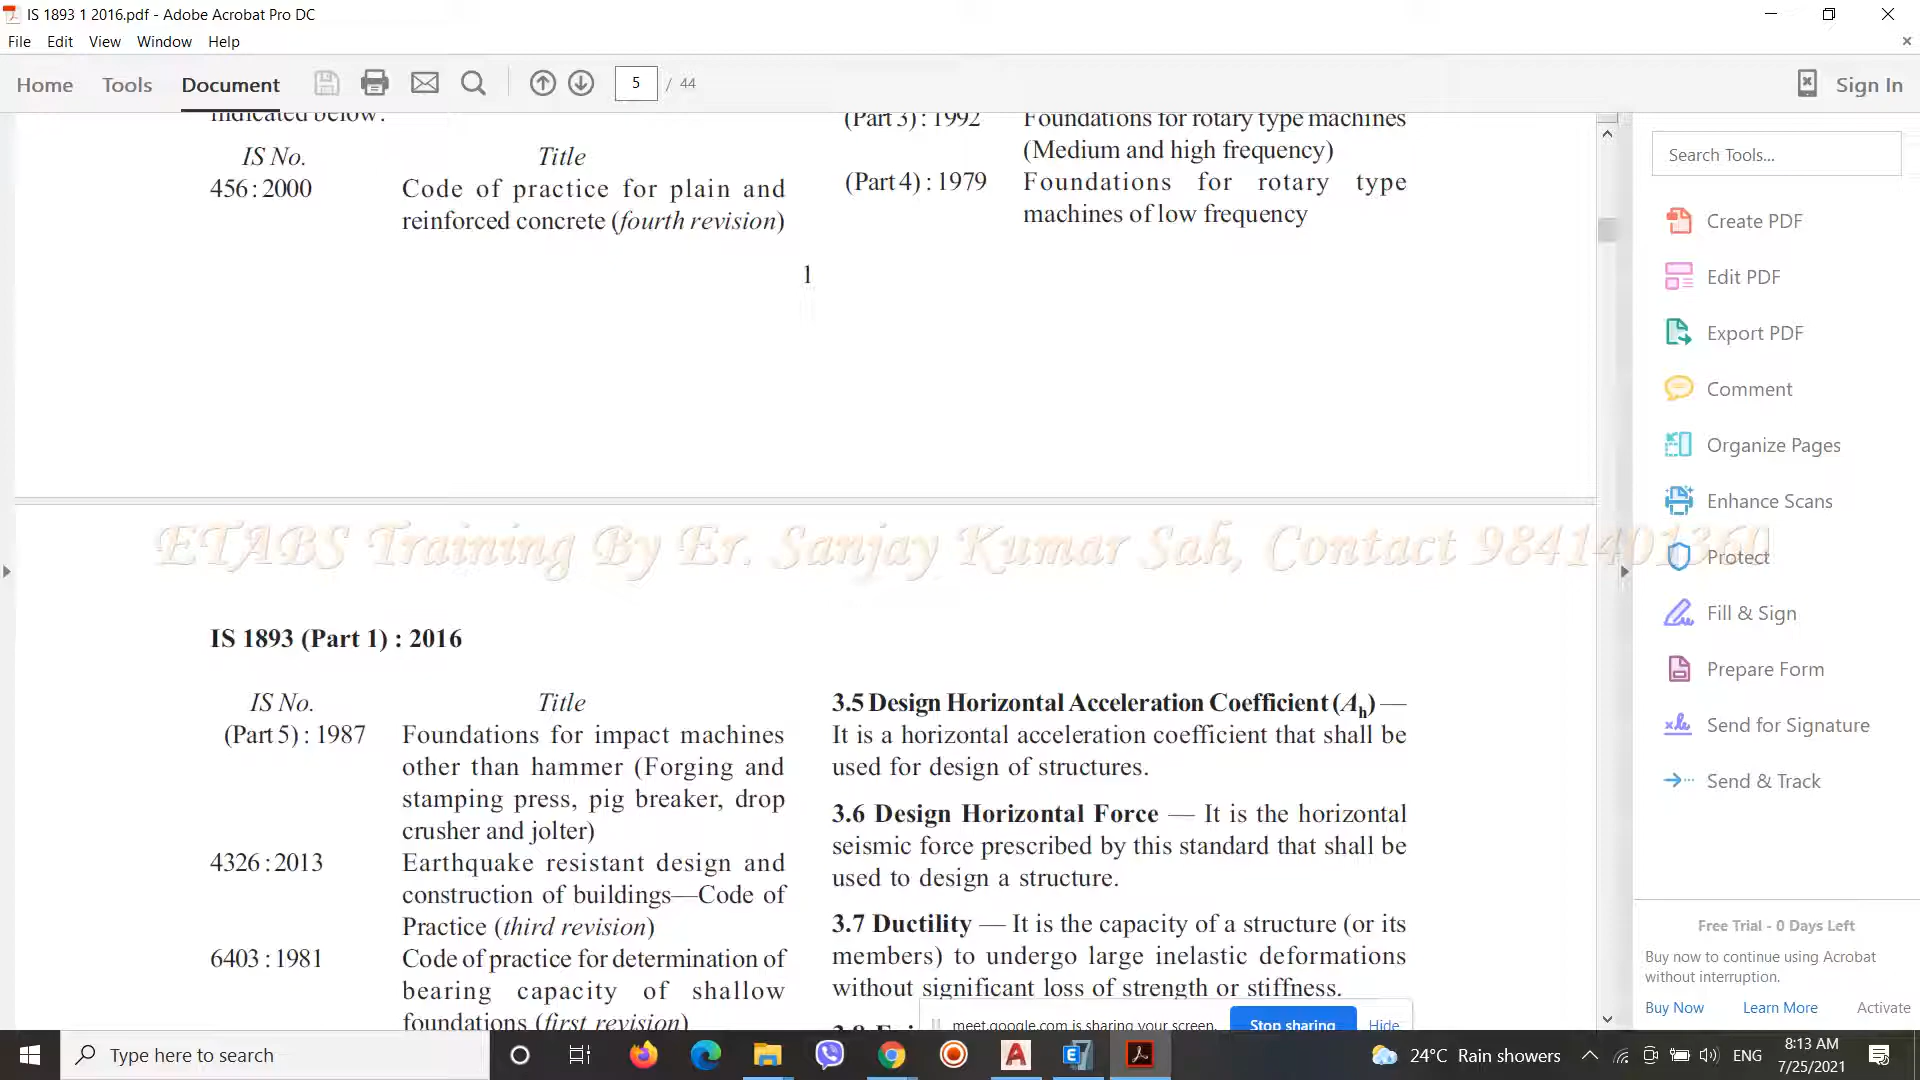 IS 1893 1 2016.pdf - Adobe Acrobat Pro DC
File Edit View Window Help
Home Tools Document 5 / 44 Sign In
indicated below:
IS No. Title
456 : 2000 Code of practice for plain and
reinforced concrete (fourth revision)
(Part 3) : 1992 Foundations for rotary type machines
(Medium and high frequency)
(Part 4) : 1979 Foundations for rotary type
machines of low frequency
1
ETABS Training By Er. Sanjay Kumar Sah, Contact 9841401360
IS 1893 (Part 1) : 2016
IS No. Title
(Part 5) : 1987 Foundations for impact machines
other than hammer (Forging and
stamping press, pig breaker, drop
crusher and jolter)
4326 : 2013 Earthquake resistant design and
construction of buildings—Code of
Practice (third revision)
6403 : 1981 Code of practice for determination of
bearing capacity of shallow
foundations (first revision)
3.5 Design Horizontal Acceleration Coefficient (Ah) —
It is a horizontal acceleration coefficient that shall be
used for design of structures.
3.6 Design Horizontal Force — It is the horizontal
seismic force prescribed by this standard that shall be
used to design a structure.
3.7 Ductility — It is the capacity of a structure (or its
members) to undergo large inelastic deformations
without significant loss of strength or stiffness.
meet.google.com is sharing your screen. Stop sharing Hide
Search Tools...
Create PDF
Edit PDF
Export PDF
Comment
Organize Pages
Enhance Scans
Protect
Fill & Sign
Prepare Form
Send for Signature
Send & Track
Free Trial - 0 Days Left
Buy now to continue using Acrobat
without interruption.
Buy Now Learn More Activate
Type here to search
24°C Rain showers ENG
8:13 AM
7/25/2021